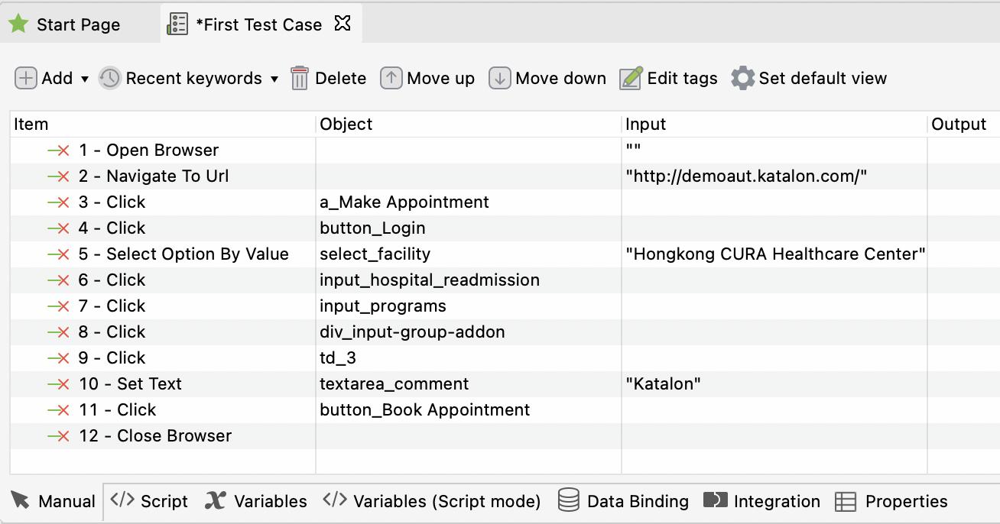 Start Page *First Test Case
Add Recent keywords Delete Move up Move down Edit tags Set default view
Item Object Input Output
1 - Open Browser ""
2 - Navigate To Url "http://demoaut.katalon.com/"
3 - Click a_Make Appointment
4 - Click button_Login
5 - Select Option By Value select_facility "Hongkong CURA Healthcare Center"
6 - Click input_hospital_readmission
7 - Click input_programs
8 - Click div_input-group-addon
9 - Click td_3
10 - Set Text textarea_comment "Katalon"
11 - Click button_Book Appointment
12 - Close Browser
Manual </> Script Variables </> Variables (Script mode) Data Binding Integration Properties